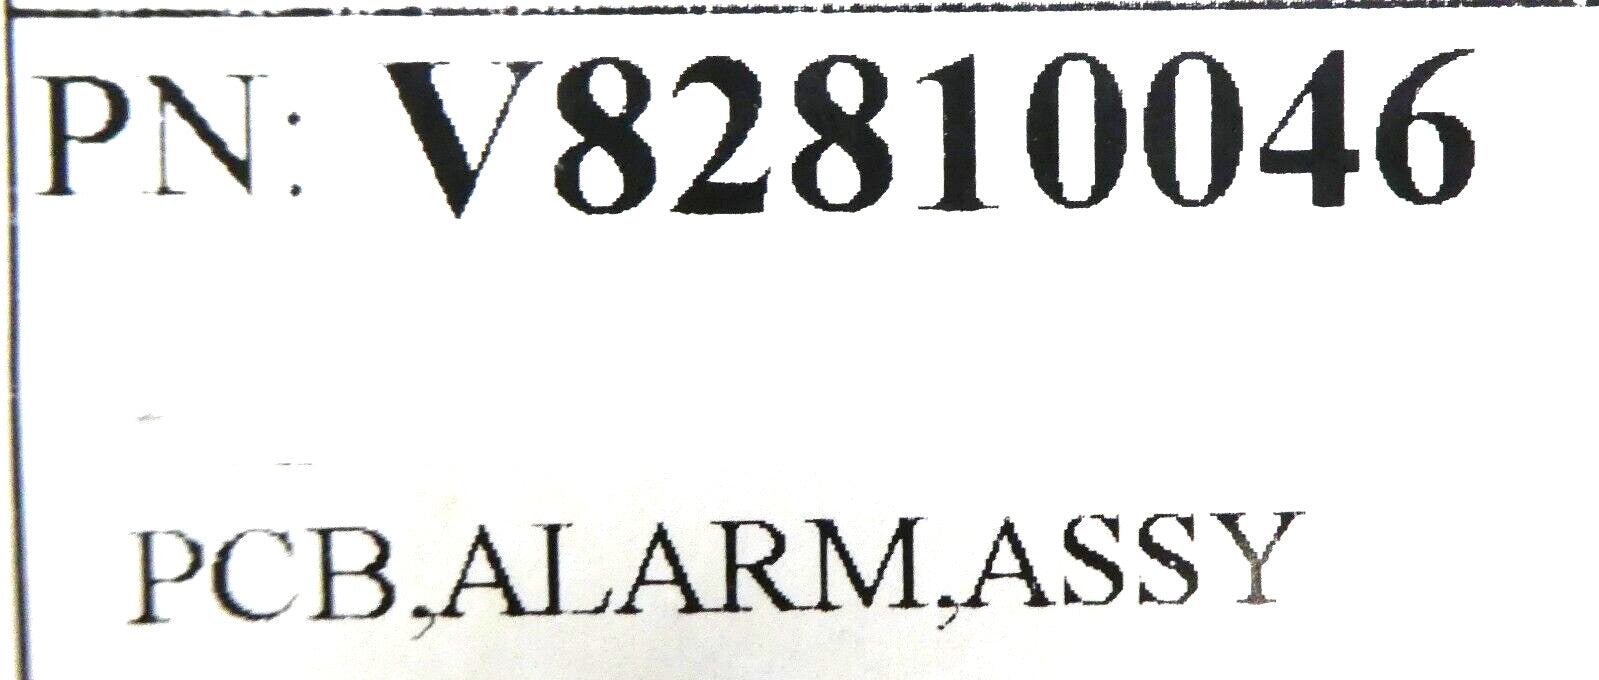 PN: V82810046
PCB,ALARM,ASSY